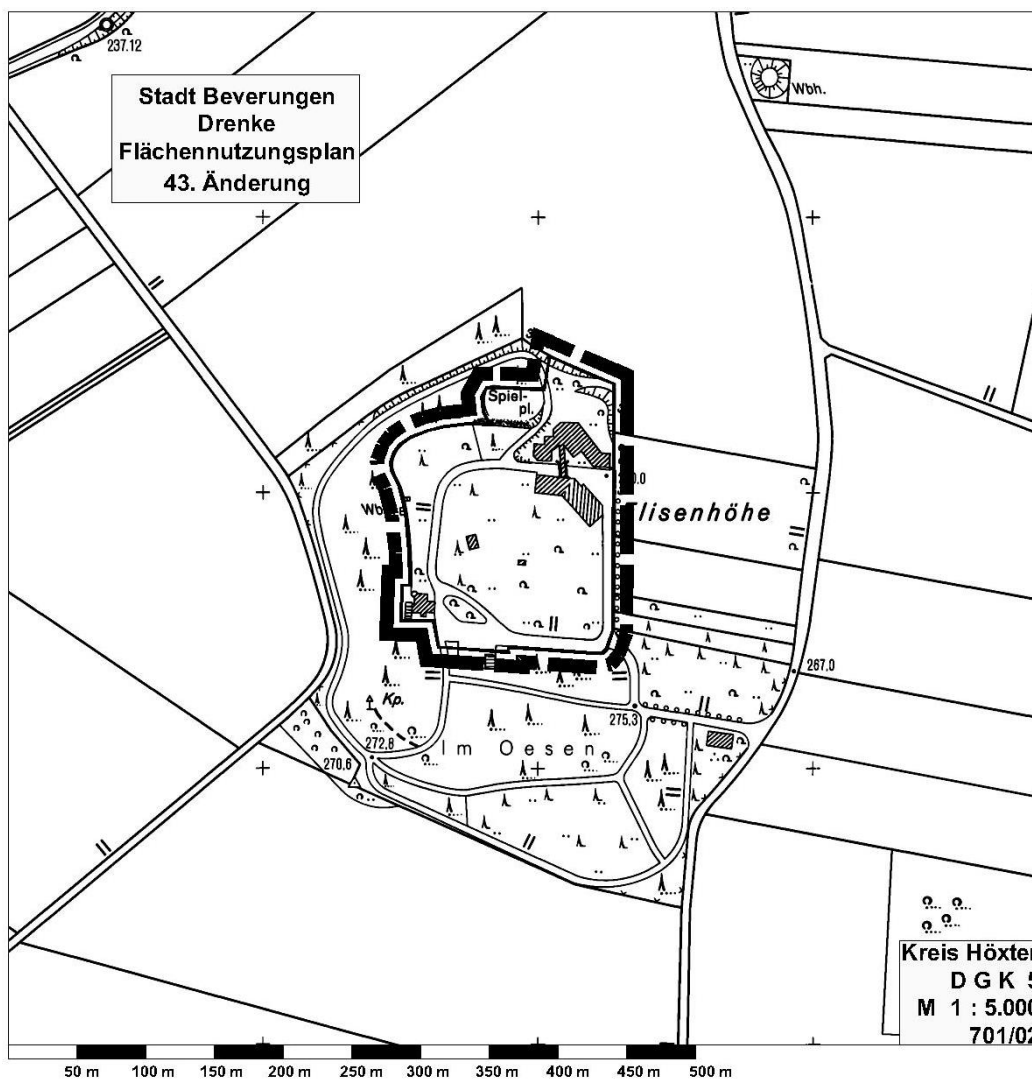 237.12
Wbh.
Stadt Beverungen
Drenke
Flächennutzungsplan
43. Änderung
Spiel-
pl.
lisenhöhe
267.0
Kp.
275,3
272,8
Im Oesen
270,6
Kreis Höxter
D G K 5
M 1 : 5.000
701/02
50 m 100 m 150 m 200 m 250 m 300 m 350 m 400 m 450 m 500 m